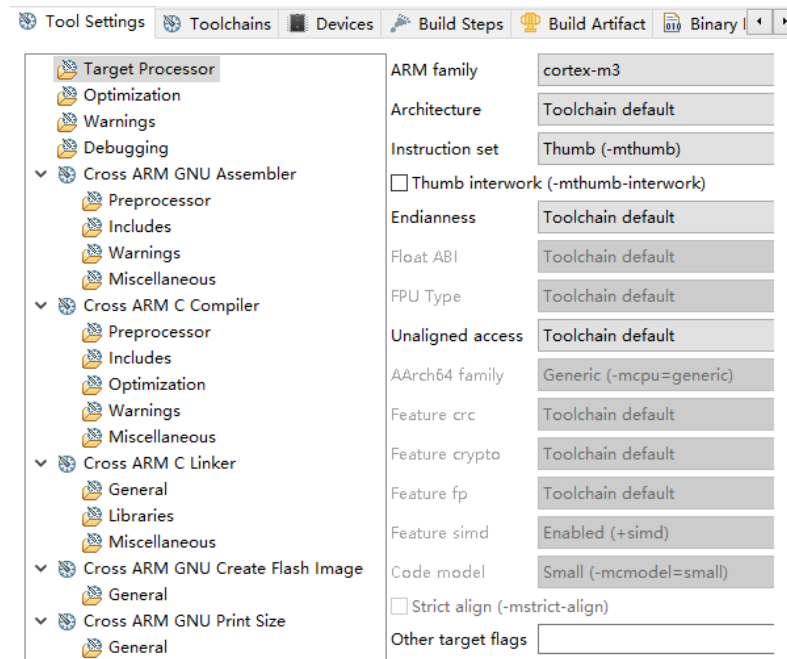 Tool Settings Toolchains Devices Build Steps Build Artifact Binary
Target Processor
Optimization
Warnings
Debugging
Cross ARM GNU Assembler
Preprocessor
Includes
Warnings
Miscellaneous
Cross ARM C Compiler
Preprocessor
Includes
Optimization
Warnings
Miscellaneous
Cross ARM C Linker
General
Libraries
Miscellaneous
Cross ARM GNU Create Flash Image
General
Cross ARM GNU Print Size
General
ARM family cortex-m3
Architecture Toolchain default
Instruction set Thumb (-mthumb)
Thumb interwork (-mthumb-interwork)
Endianness Toolchain default
Float ABI Toolchain default
FPU Type Toolchain default
Unaligned access Toolchain default
AArch64 family Generic (-mcpu=generic)
Feature crc Toolchain default
Feature crypto Toolchain default
Feature fp Toolchain default
Feature simd Enabled (+simd)
Code model Small (-mcmodel=small)
Strict align (-mstrict-align)
Other target flags